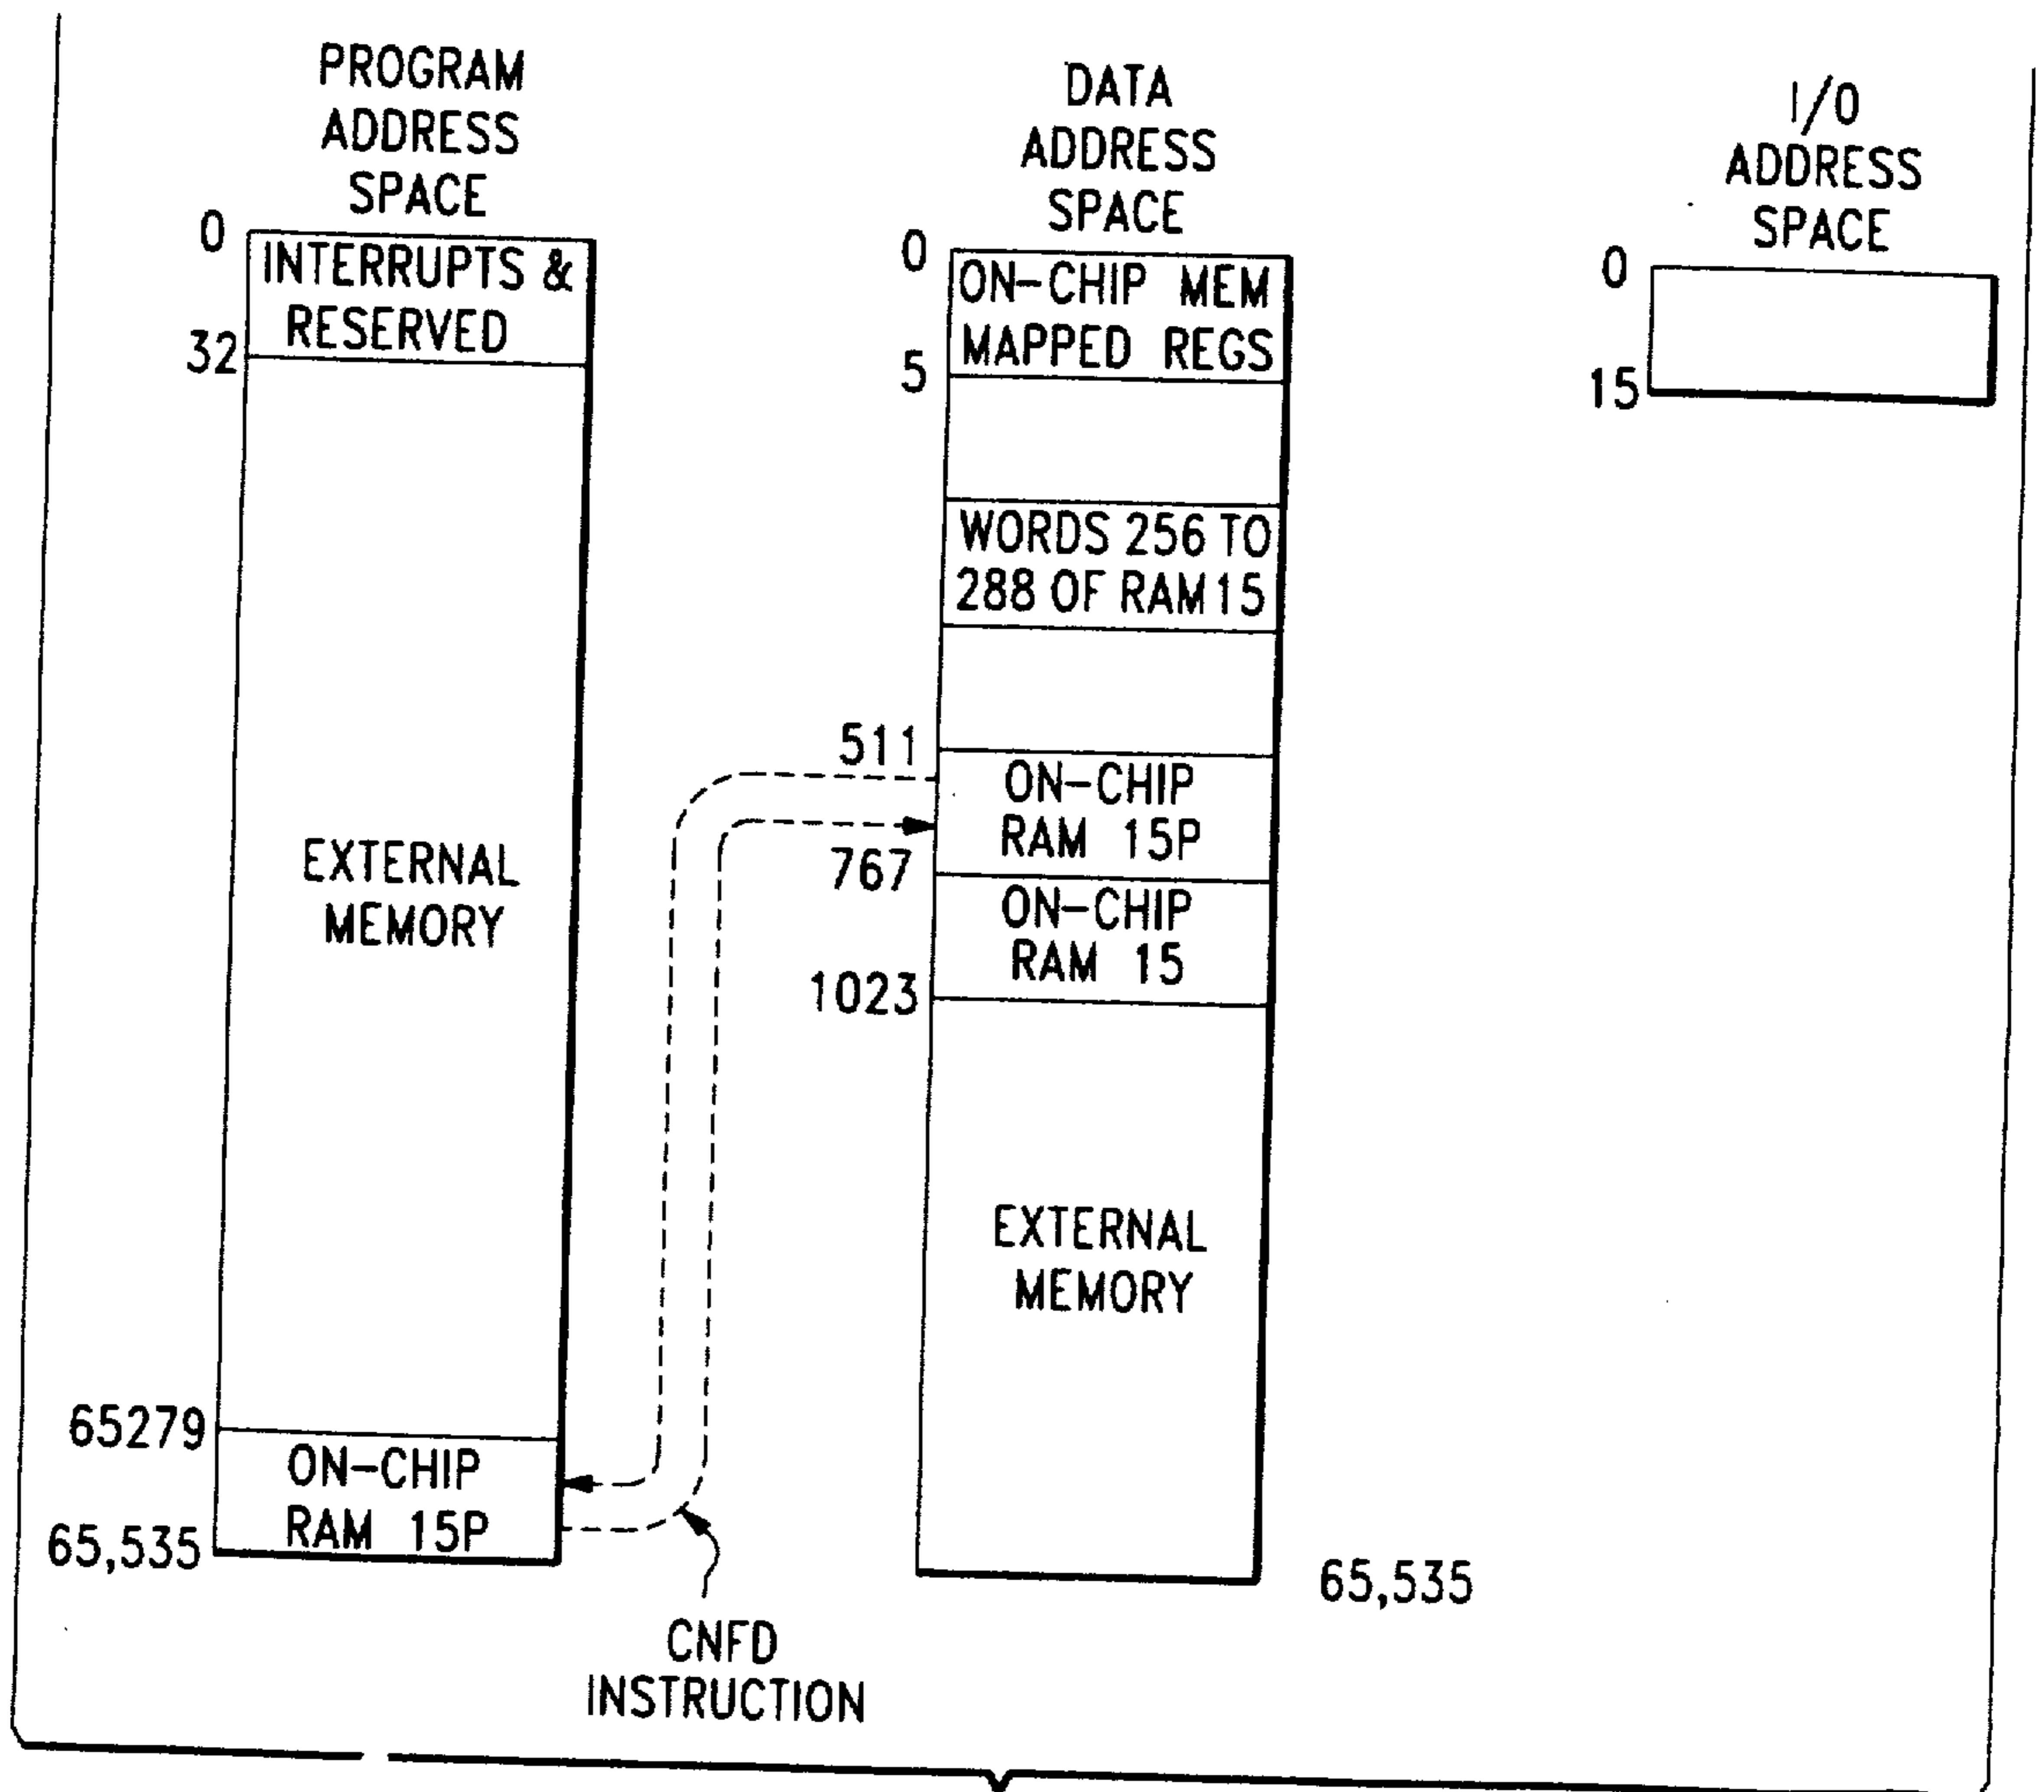 PROGRAM
ADDRESS
SPACE
0
INTERRUPTS &
RESERVED
32
EXTERNAL
MEMORY
65279
ON-CHIP
RAM 15P
65,535
CNFD
INSTRUCTION
DATA
ADDRESS
SPACE
0
ON-CHIP MEM
MAPPED REGS
5
WORDS 256 TO
288 OF RAM15
511
ON-CHIP
RAM 15P
767
ON-CHIP
RAM 15
1023
EXTERNAL
MEMORY
65,535
I/O
ADDRESS
SPACE
0
15